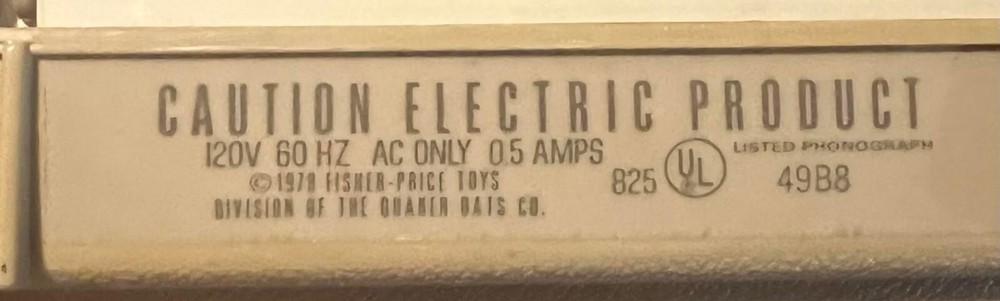 CAUTION ELECTRIC PRODUCT
120V 60 HZ AC ONLY 0.5 AMPS
© 1978 FISHER-PRICE TOYS
DIVISION OF THE QUAKER OATS CO.
825 UL LISTED PHONOGRAPH
49B8